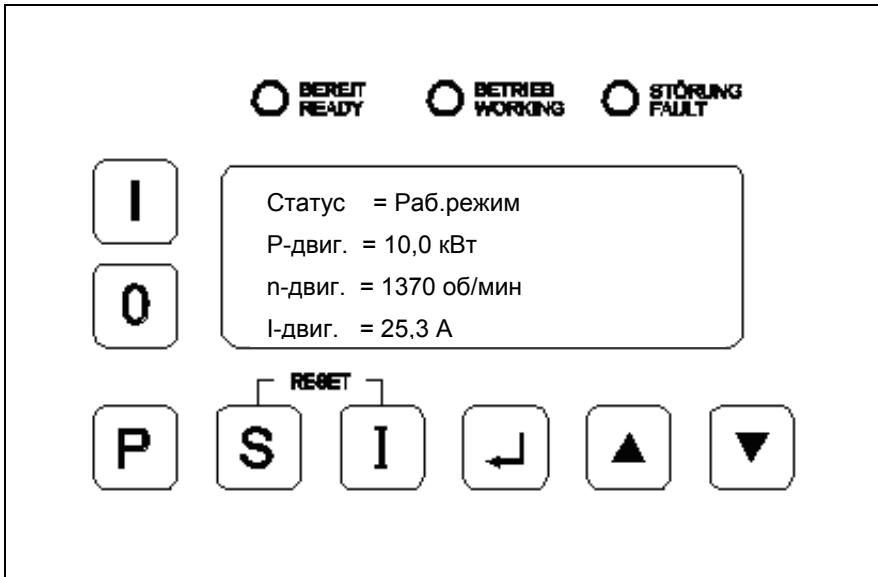 BEREIT
READY
BETRIEB
WORKING
STÖRUNG
FAULT
I
Статус = Раб.режим
P-двиг. = 10,0 кВт
0
n-двиг. = 1370 об/мин
I-двиг. = 25,3 A
RESET
P S I ↵ ▲ ▼